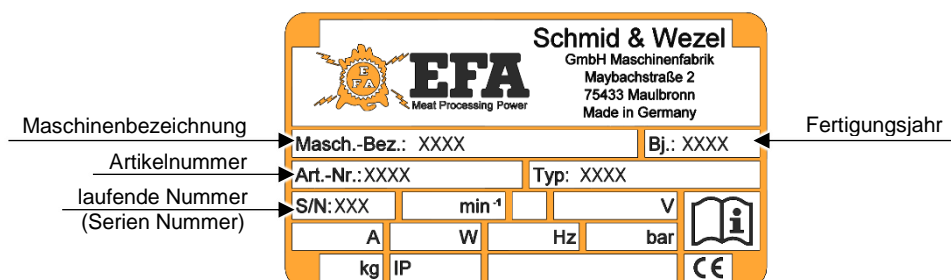 Schmid & Wezel
GmbH Maschinenfabrik
Maybachstraße 2
75433 Maulbronn
Made in Germany
EFA
EFA
Meat Processing Power
Maschinenbezeichnung
Masch.-Bez.: XXXX
Bj.: XXXX
Fertigungsjahr
Artikelnummer
Art.-Nr.:XXXX
Typ: XXXX
laufende Nummer
(Serien Nummer)
S/N:XXX
min⁻¹
V
i
A
W
Hz
bar
kg
IP
CE